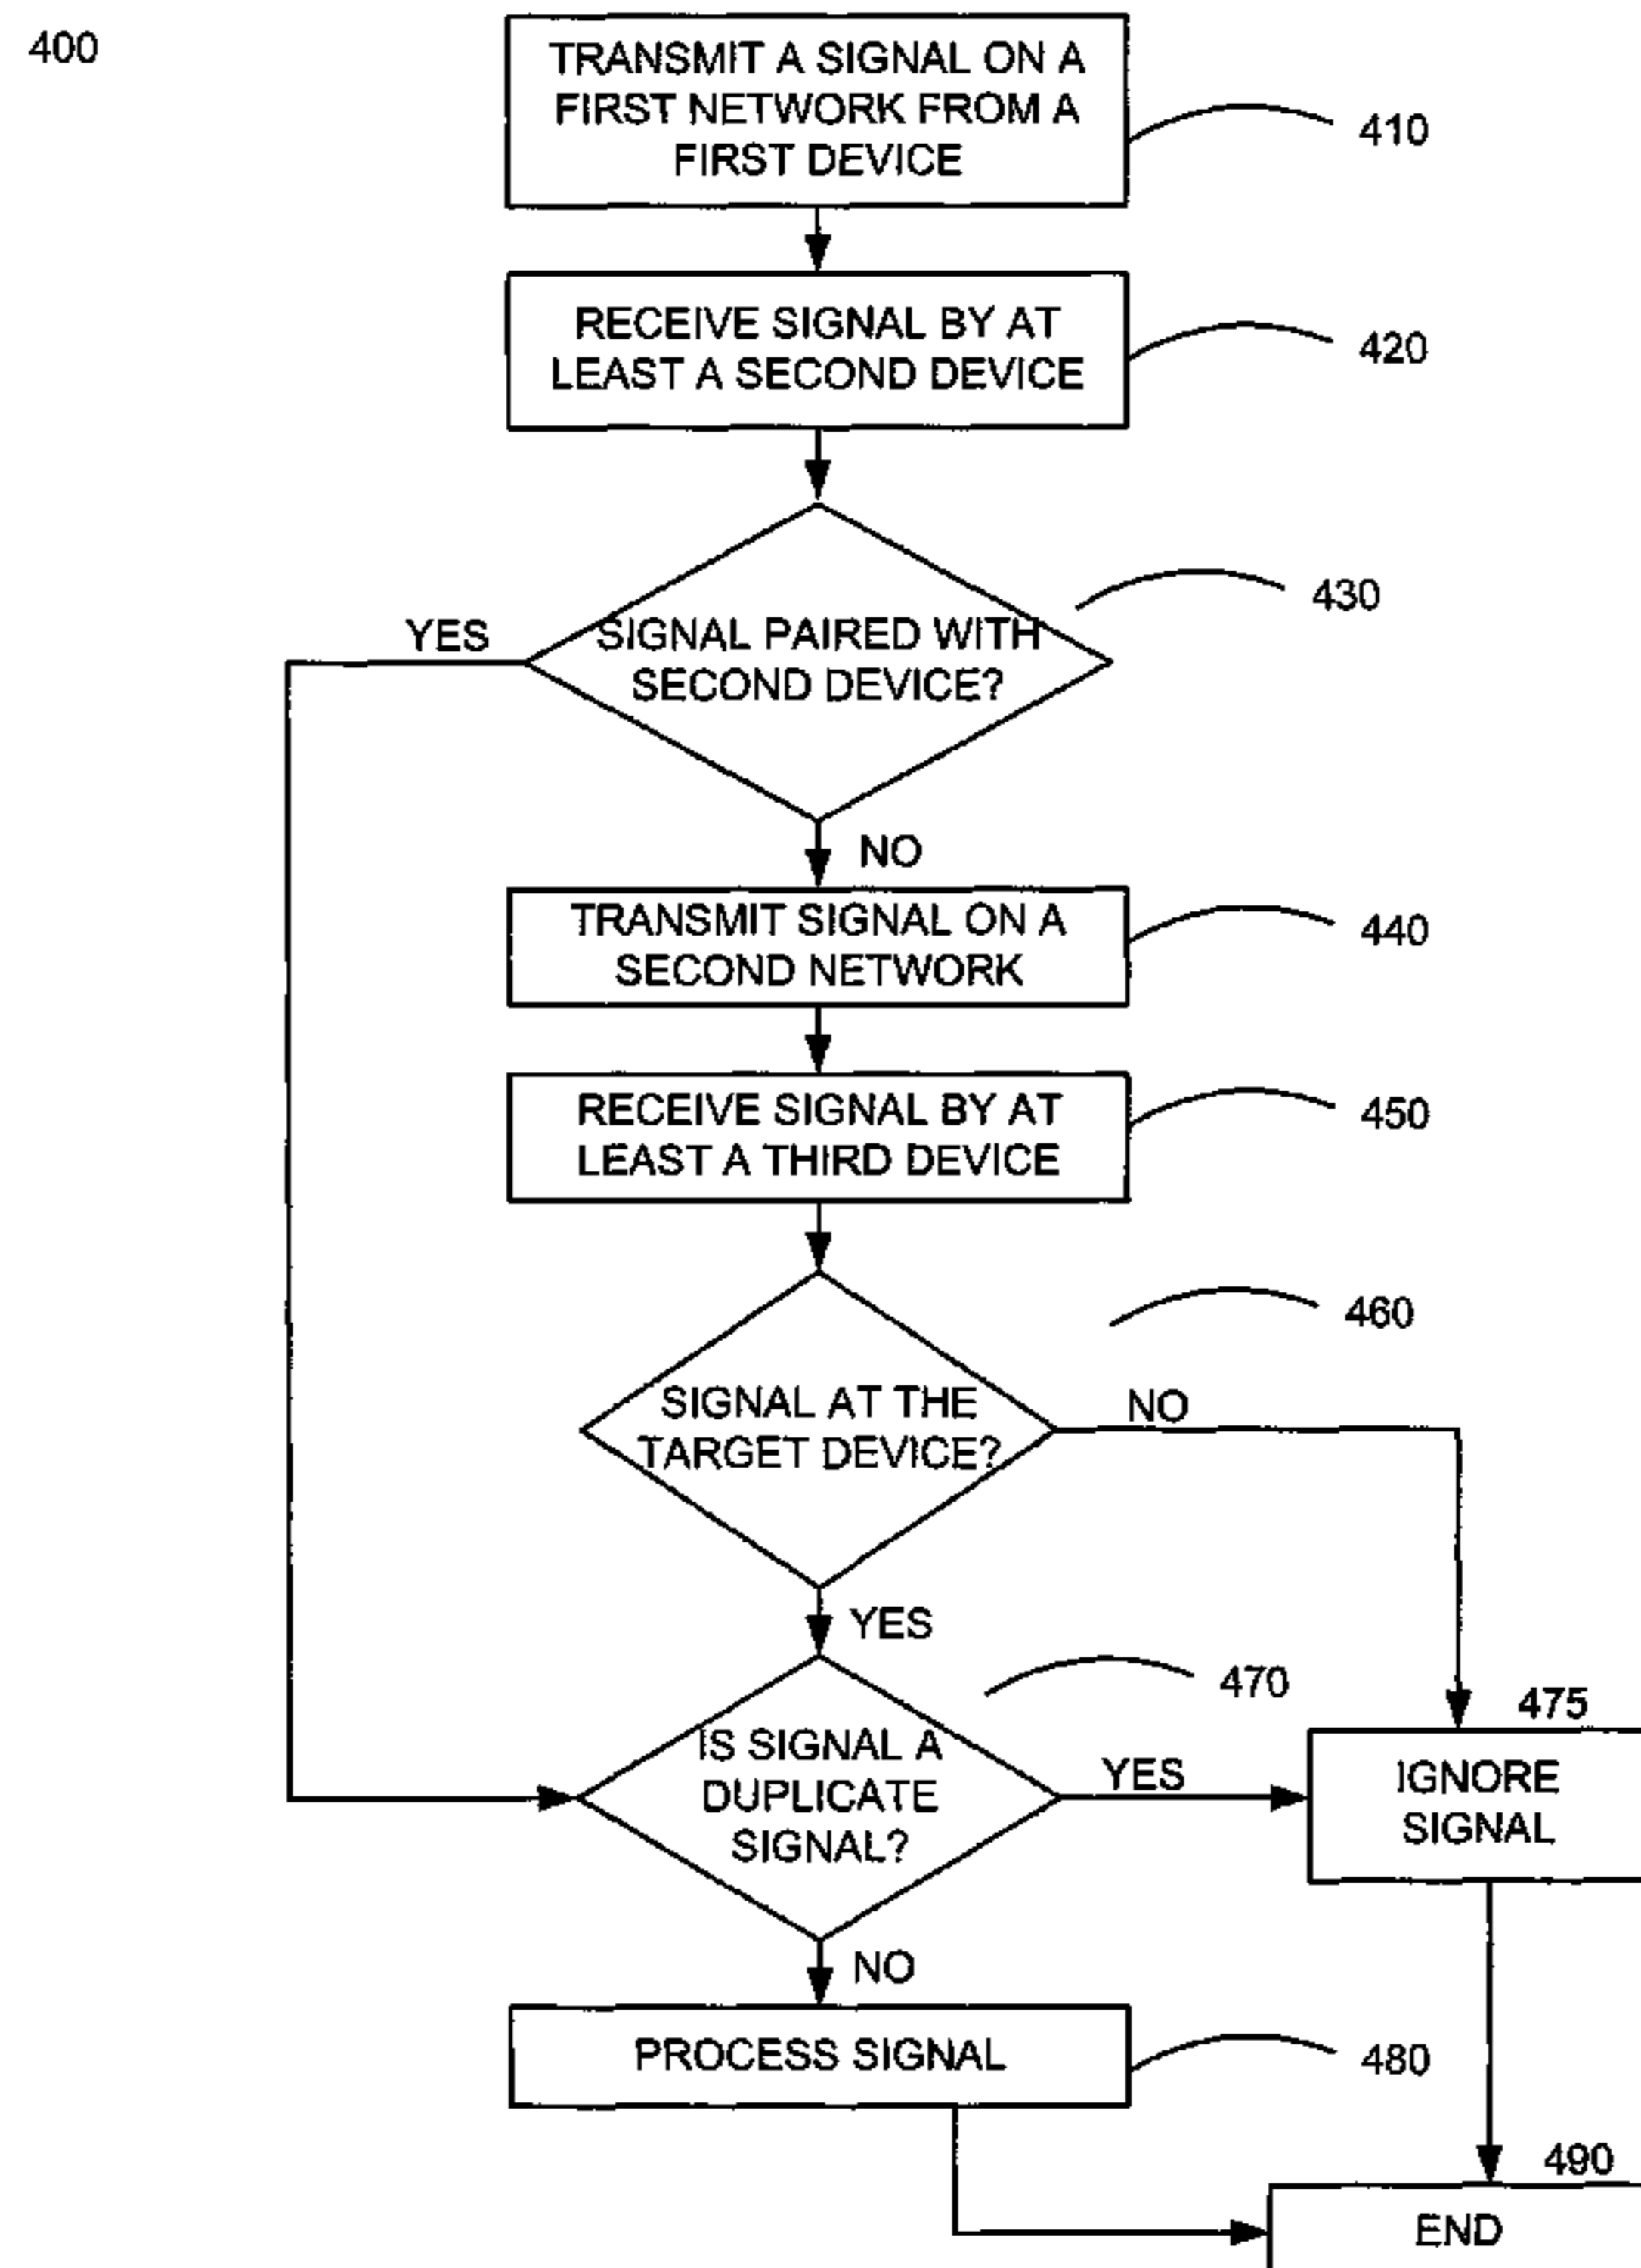 400
TRANSMIT A SIGNAL ON A
FIRST NETWORK FROM A
FIRST DEVICE
410
RECEIVE SIGNAL BY AT
LEAST A SECOND DEVICE
420
430
YES
SIGNAL PAIRED WITH
SECOND DEVICE?
NO
TRANSMIT SIGNAL ON A
SECOND NETWORK
440
RECEIVE SIGNAL BY AT
LEAST A THIRD DEVICE
450
460
SIGNAL AT THE
TARGET DEVICE?
NO
YES
470
475
IS SIGNAL A
DUPLICATE
SIGNAL?
YES
IGNORE
SIGNAL
NO
PROCESS SIGNAL
480
490
END